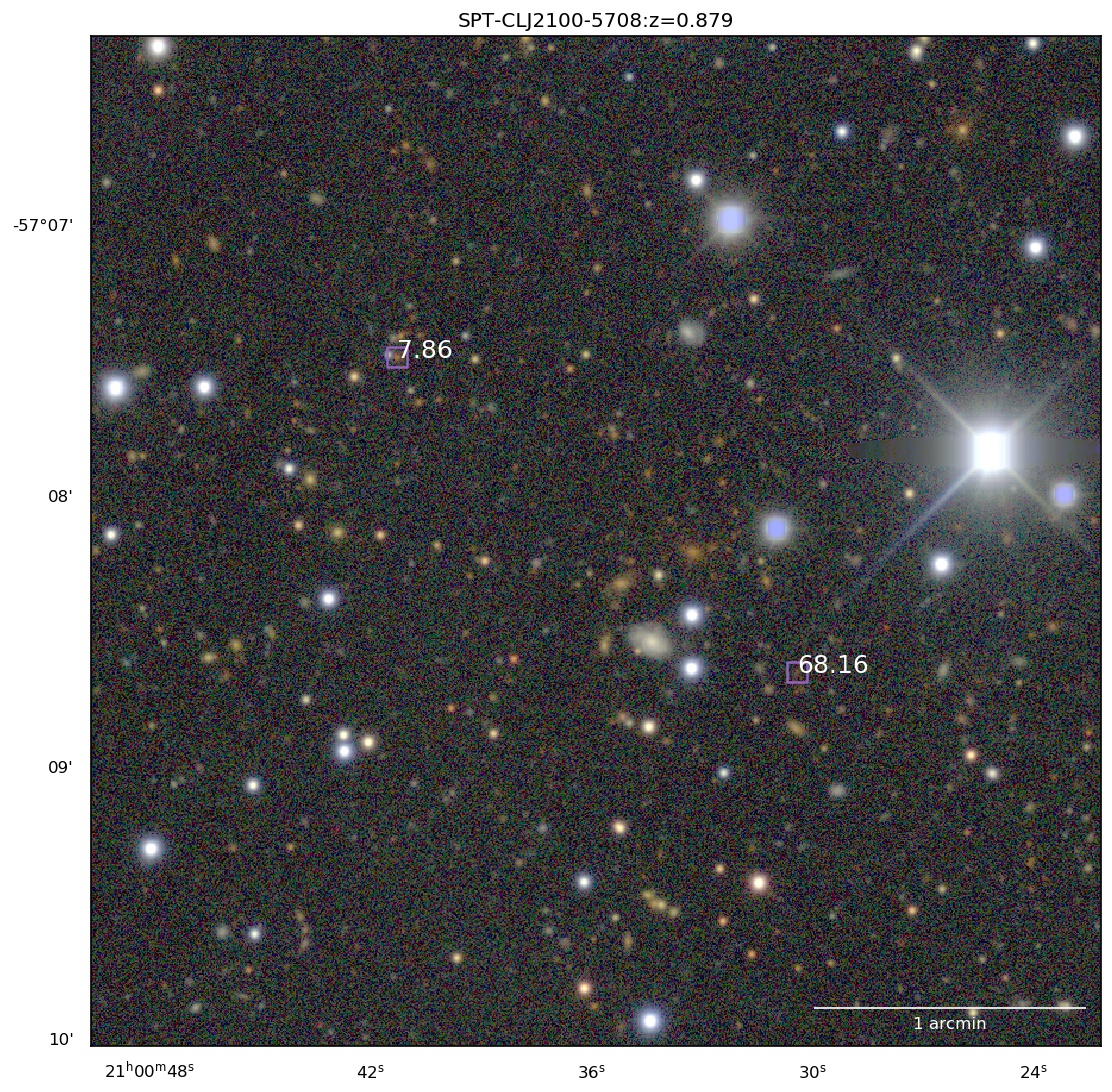 SPT-CLJ2100-5708:z=0.879
-57°07'
7.86
08'
68.16
09'
1 arcmin
10'
21ʰ00ᵐ48ˢ 42ˢ 36ˢ 30ˢ 24ˢ